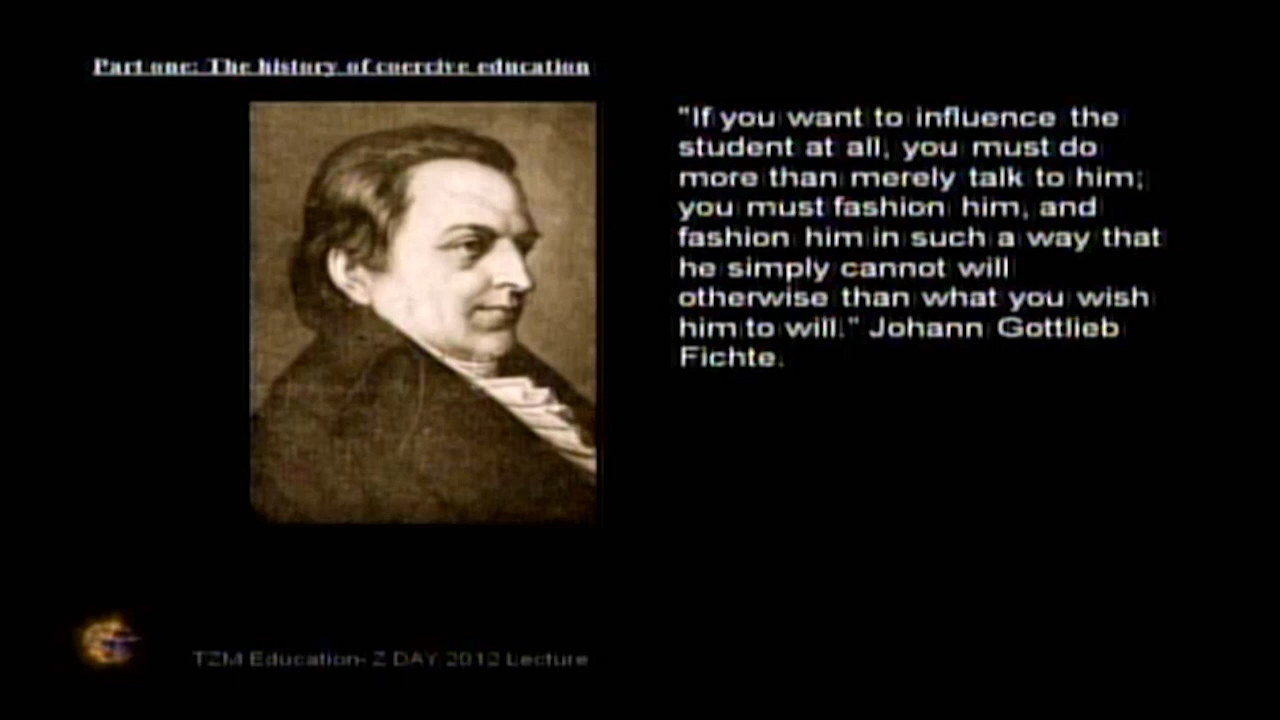 Part one: The history of coercive education
"If you want to influence the
student at all, you must do
more than merely talk to him;
you must fashion him, and
fashion him in such a way that
he simply cannot will
otherwise than what you wish
him to will." Johann Gottlieb
Fichte.
TZM Education- Z DAY 2012 Lecture